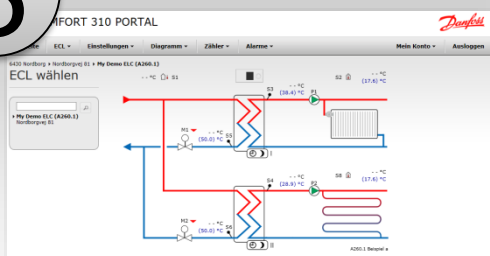 MFORT 310 PORTAL
Danfoss
ECL
Einstellungen
Diagramm
Zähler
Alarme
Mein Konto
Ausloggen
6430 Nordborg Nordborgvej 81 My Demo ELC (A260.1)
ECL wählen
-- °C S1
S2 -- °C
(17.6) °C
My Demo ELC (A260.1)
Nordborgvej 81
S3 -- °C
(38.4) °C
P1
M1
-- °C S5
(50.0) °C
I
S4 -- °C
(28.9) °C
P2
S8 -- °C
(17.6) °C
M2
-- °C S6
(50.0) °C
II
A260.1 Beispiel a